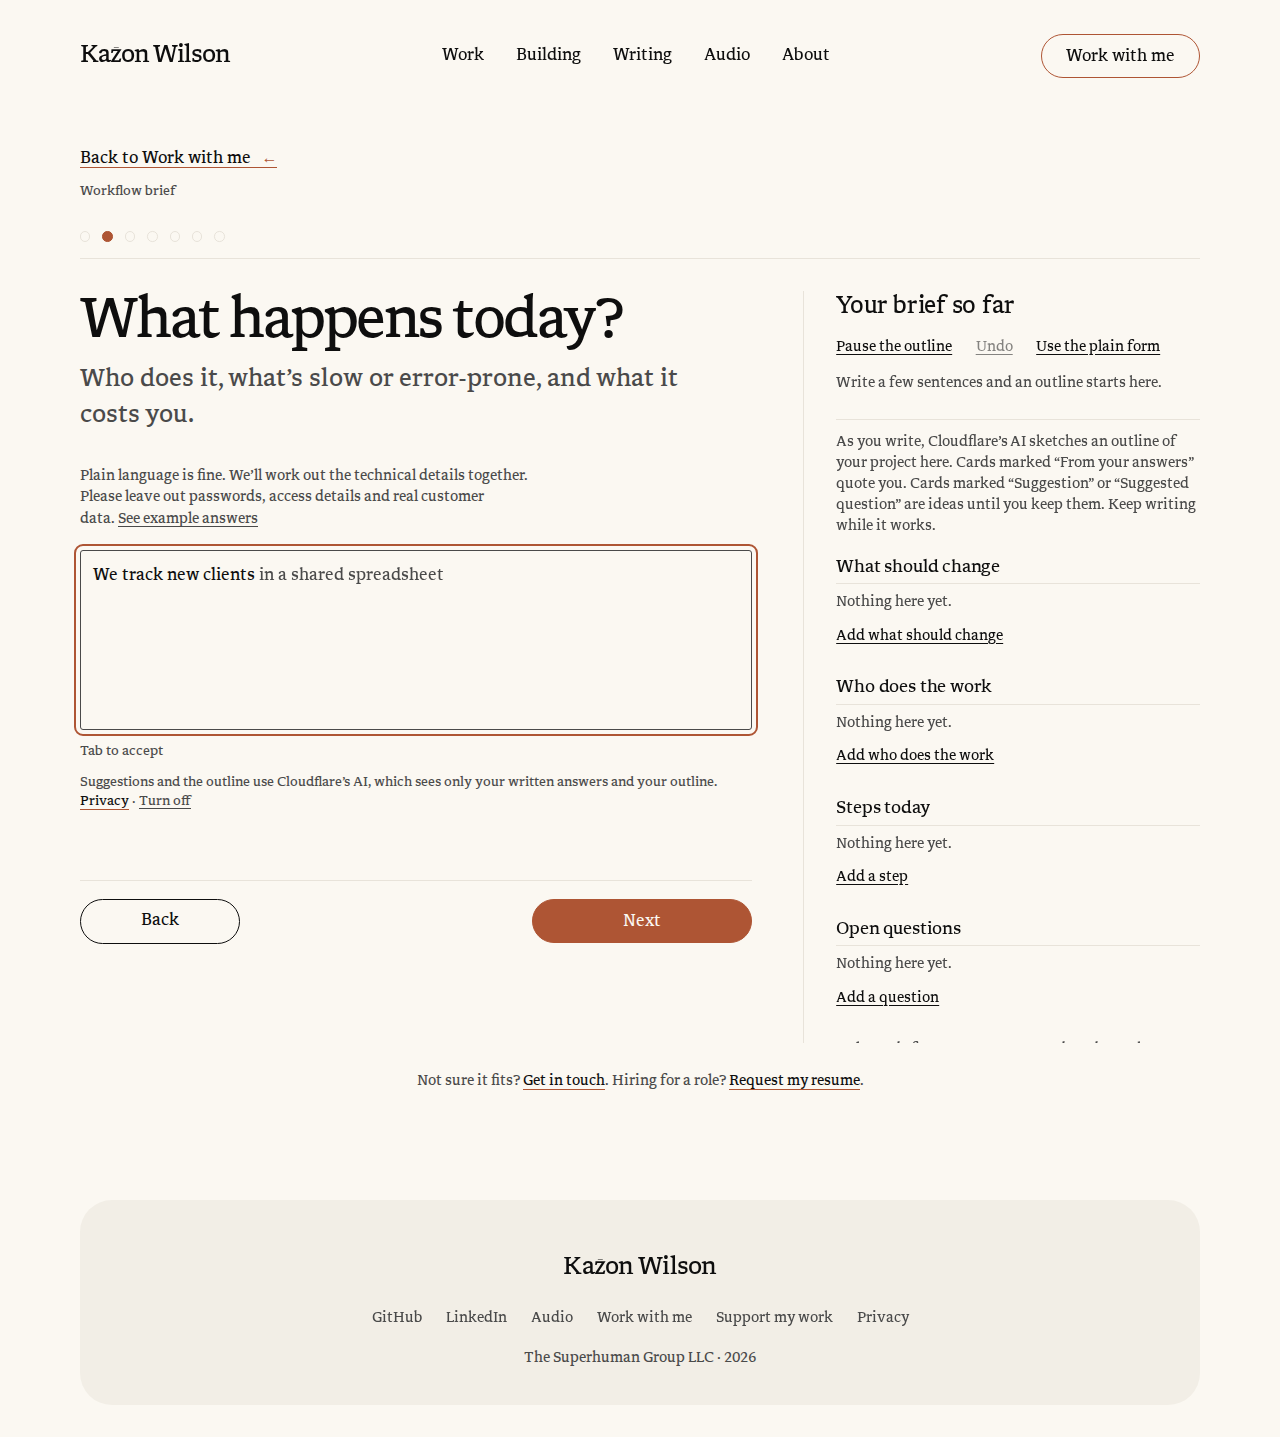 Kažon Wilson
Work
Building
Writing
Audio
About
Work with me
Back to Work with me ←
Workflow brief
What happens today?
Who does it, what’s slow or error-prone, and what it
costs you.
Plain language is fine. We’ll work out the technical details together.
Please leave out passwords, access details and real customer
data. See example answers
We track new clients in a shared spreadsheet
Tab to accept
Suggestions and the outline use Cloudflare’s AI, which sees only your written answers and your outline.
Privacy · Turn off
Back
Next
Your brief so far
Pause the outline
Undo
Use the plain form
Write a few sentences and an outline starts here.
As you write, Cloudflare’s AI sketches an outline of
your project here. Cards marked “From your answers”
quote you. Cards marked “Suggestion” or “Suggested
question” are ideas until you keep them. Keep writing
while it works.
What should change
Nothing here yet.
Add what should change
Who does the work
Nothing here yet.
Add who does the work
Steps today
Nothing here yet.
Add a step
Open questions
Nothing here yet.
Add a question
Not sure it fits? Get in touch. Hiring for a role? Request my resume.
Kažon Wilson
GitHub
LinkedIn
Audio
Work with me
Support my work
Privacy
The Superhuman Group LLC · 2026